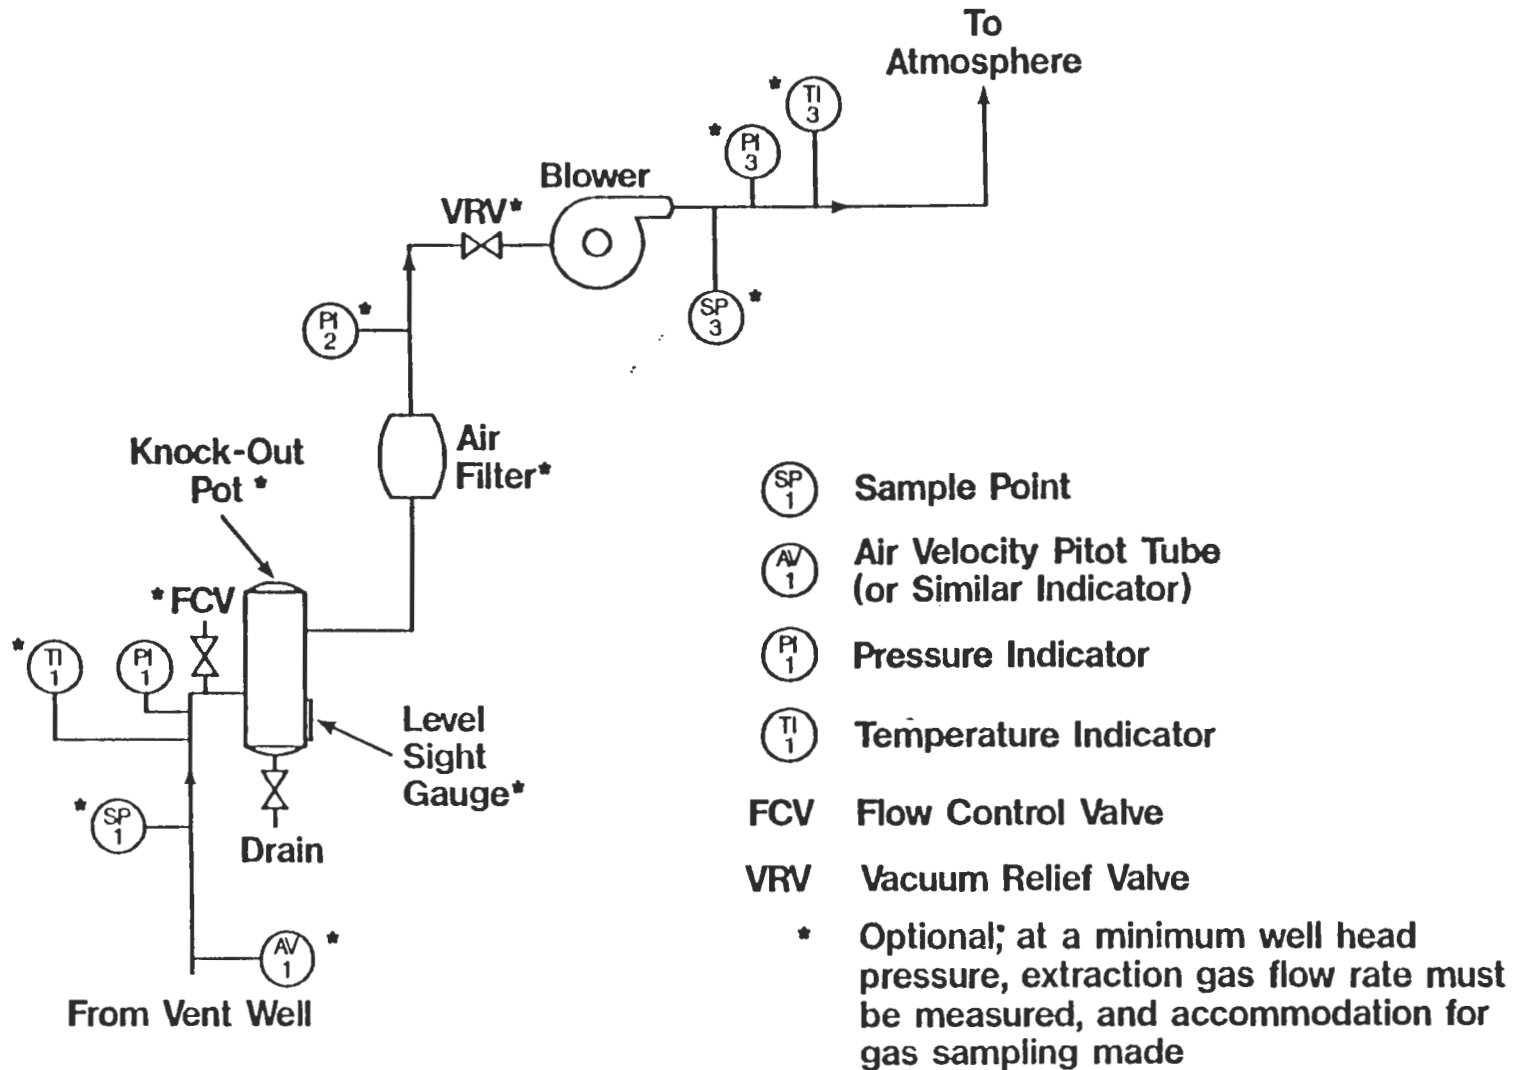 To
Atmosphere
* TI
3
* PI
3
Blower
VRV*
SP *
3
PI *
2
Air
Filter*
Knock-Out
Pot *
* FCV
* TI
1
PI
1
Level
Sight
Gauge*
* SP
1
Drain
AV *
1
From Vent Well
SP
1
Sample Point
AV
1
Air Velocity Pitot Tube
(or Similar Indicator)
PI
1
Pressure Indicator
TI
1
Temperature Indicator
FCV Flow Control Valve
VRV Vacuum Relief Valve
* Optional; at a minimum well head
pressure, extraction gas flow rate must
be measured, and accommodation for
gas sampling made